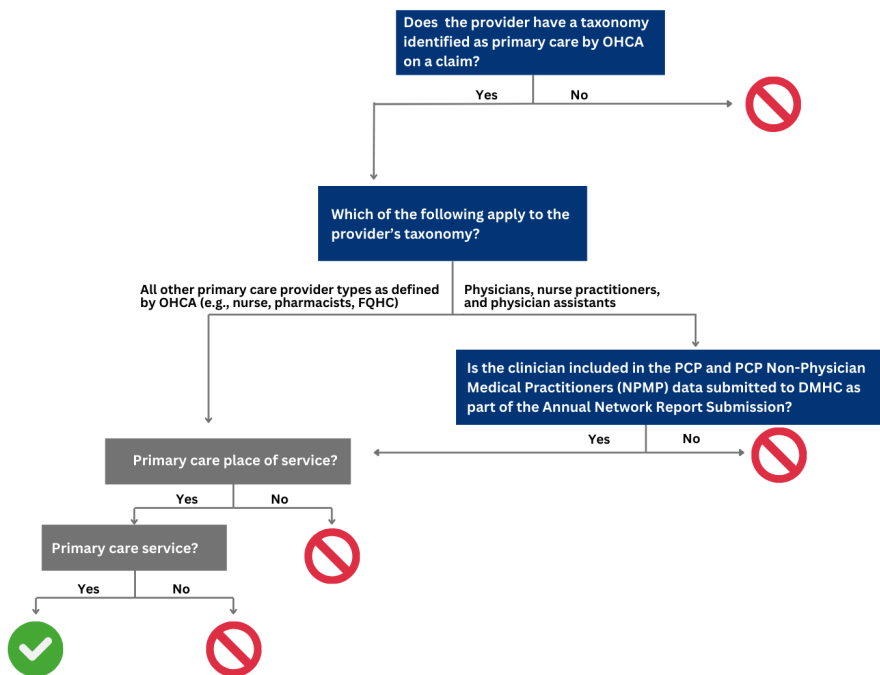 Does the provider have a taxonomy
identified as primary care by OHCA
on a claim?
Yes
No
Which of the following apply to the
provider's taxonomy?
All other primary care provider types as defined
by OHCA (e.g., nurse, pharmacists, FQHC)
Physicians, nurse practitioners,
and physician assistants
Is the clinician included in the PCP and PCP Non-Physician
Medical Practitioners (NPMP) data submitted to DMHC as
part of the Annual Network Report Submission?
Yes
No
Primary care place of service?
Yes
No
Primary care service?
Yes
No